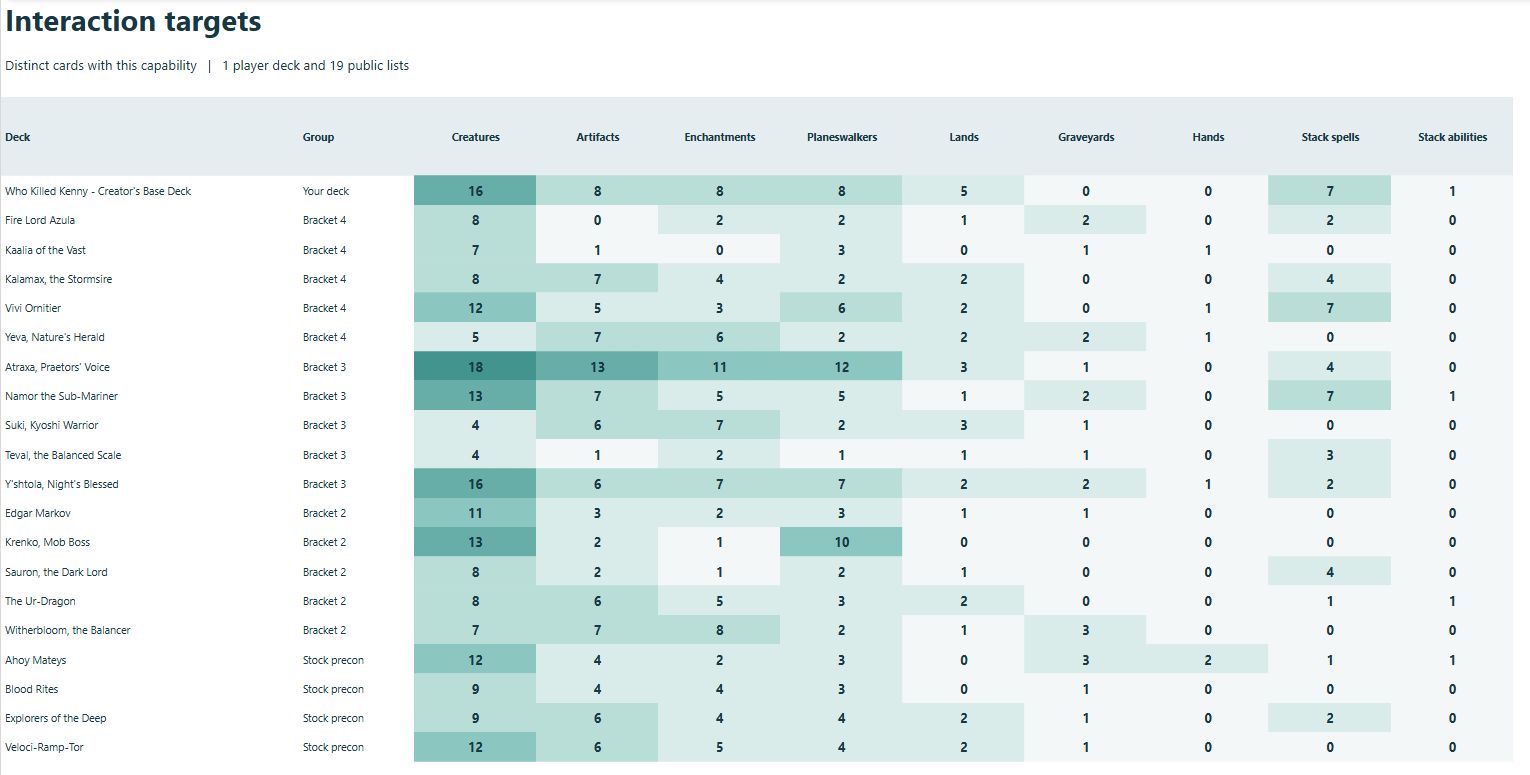 Interaction targets
Distinct cards with this capability | 1 player deck and 19 public lists
Deck Group Creatures Artifacts Enchantments Planeswalkers Lands Graveyards Hands Stack spells Stack abilities
Who Killed Kenny - Creator's Base Deck Your deck 16 8 8 8 5 0 0 7 1
Fire Lord Azula Bracket 4 8 0 2 2 1 2 0 2 0
Kaalia of the Vast Bracket 4 7 1 0 3 0 1 1 0 0
Kalamax, the Stormsire Bracket 4 8 7 4 2 2 0 0 4 0
Vivi Ornitier Bracket 4 12 5 3 6 2 0 1 7 0
Yeva, Nature's Herald Bracket 4 5 7 6 2 2 2 1 0 0
Atraxa, Praetors' Voice Bracket 3 18 13 11 12 3 1 0 4 0
Namor the Sub-Mariner Bracket 3 13 7 5 5 1 2 0 7 1
Suki, Kyoshi Warrior Bracket 3 4 6 7 2 3 1 0 0 0
Teval, the Balanced Scale Bracket 3 4 1 2 1 1 1 0 3 0
Y'shtola, Night's Blessed Bracket 3 16 6 7 7 2 2 1 2 0
Edgar Markov Bracket 2 11 3 2 3 1 1 0 0 0
Krenko, Mob Boss Bracket 2 13 2 1 10 0 0 0 0 0
Sauron, the Dark Lord Bracket 2 8 2 1 2 1 0 0 4 0
The Ur-Dragon Bracket 2 8 6 5 3 2 0 0 1 1
Witherbloom, the Balancer Bracket 2 7 7 8 2 1 3 0 0 0
Ahoy Mateys Stock precon 12 4 2 3 0 3 2 1 1
Blood Rites Stock precon 9 4 4 3 0 1 0 0 0
Explorers of the Deep Stock precon 9 6 4 4 2 1 0 2 0
Veloci-Ramp-Tor Stock precon 12 6 5 4 2 1 0 0 0